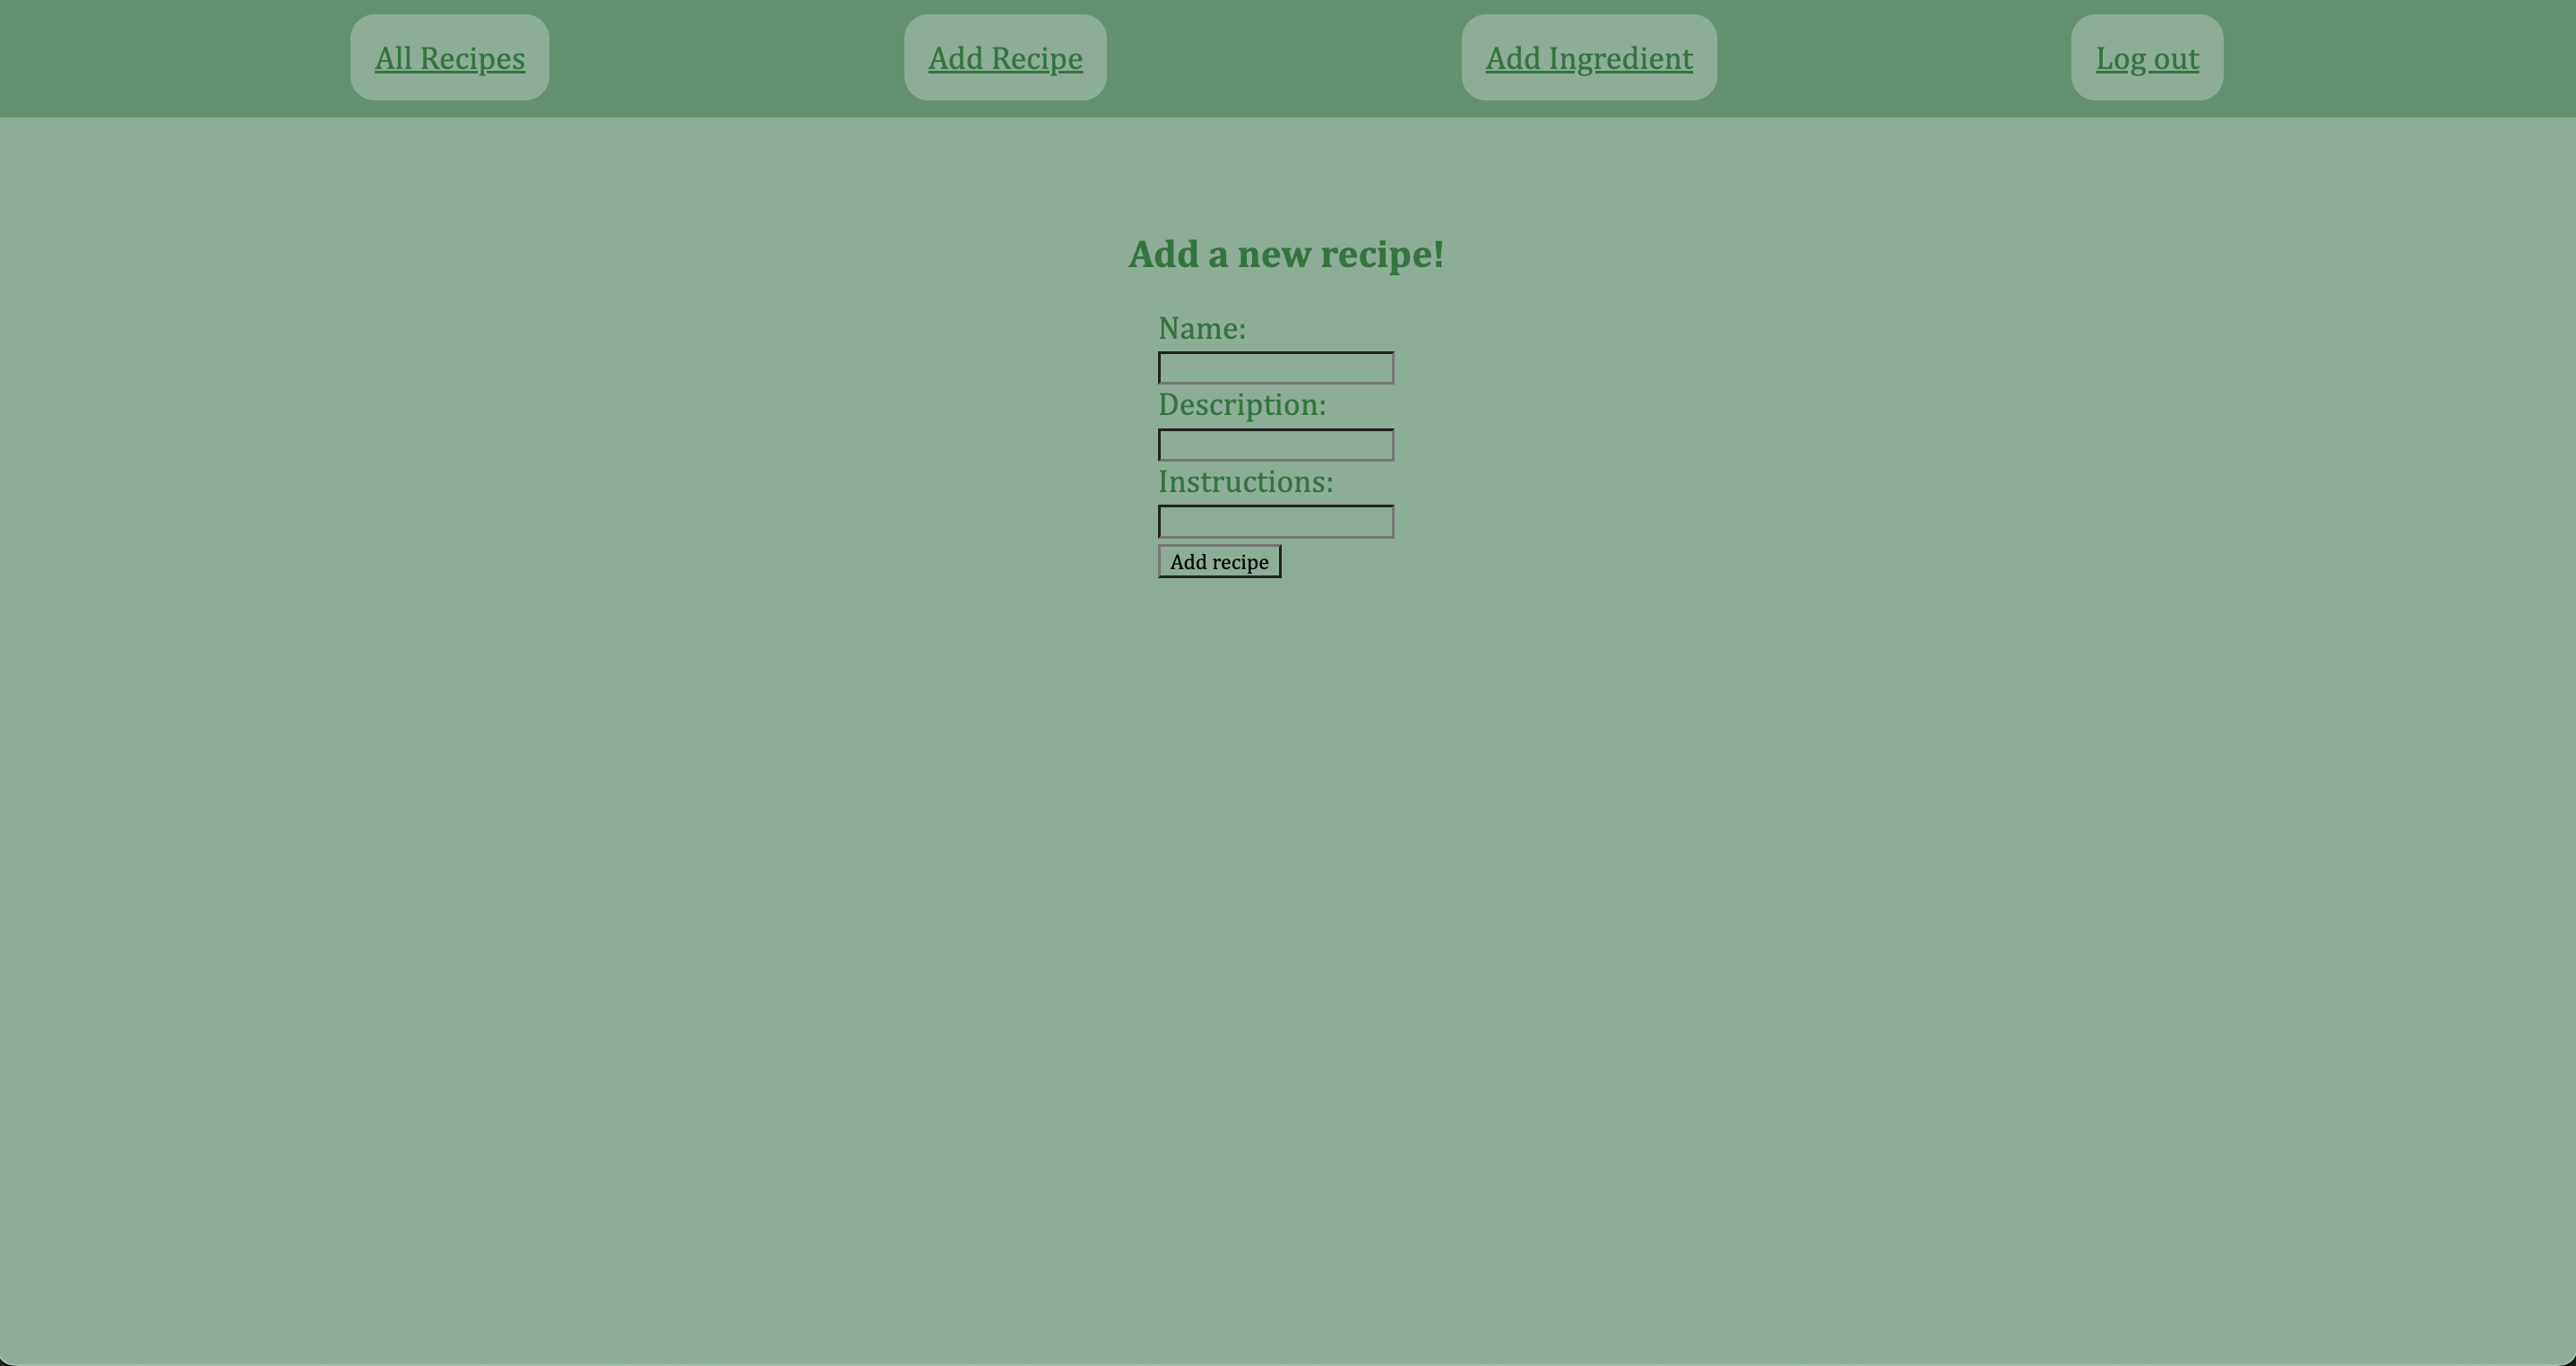 All Recipes Add Recipe Add Ingredient Log out
Add a new recipe!
Name:
Description:
Instructions:
Add recipe